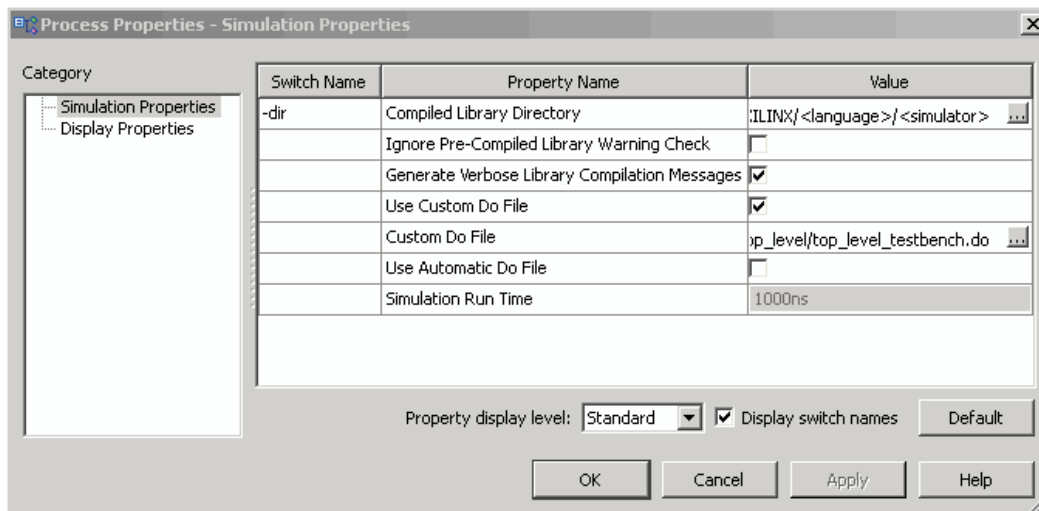 Process Properties - Simulation Properties
Category
Simulation Properties
Display Properties
Switch Name Property Name Value
-dir Compiled Library Directory ILINX/<language>/<simulator> ...
Ignore Pre-Compiled Library Warning Check
Generate Verbose Library Compilation Messages
Use Custom Do File
Custom Do File op_level/top_level_testbench.do ...
Use Automatic Do File
Simulation Run Time 1000ns
Property display level: Standard Display switch names Default
OK Cancel Apply Help